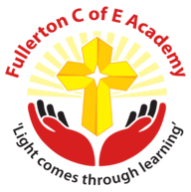 Fullerton C of E Academy
'Light comes through learning'